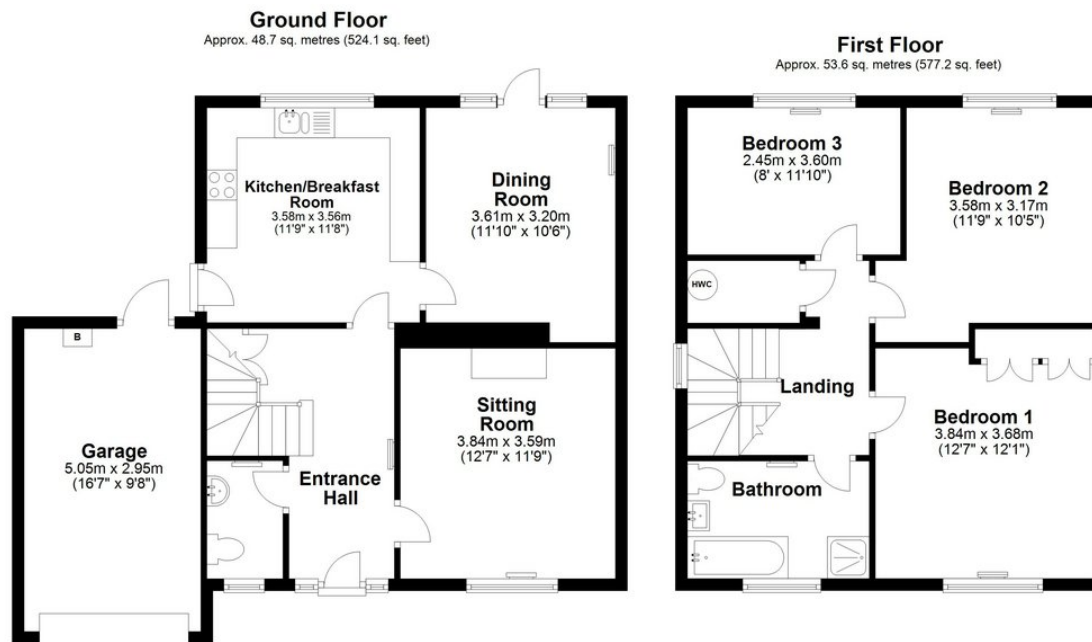 Ground Floor
Approx. 48.7 sq. metres (524.1 sq. feet)
Kitchen/Breakfast
Room
3.58m x 3.56m
(11'9" x 11'8")
Dining
Room
3.61m x 3.20m
(11'10" x 10'6")
B
Garage
5.05m x 2.95m
(16'7" x 9'8")
Entrance
Hall
Sitting
Room
3.84m x 3.59m
(12'7" x 11'9")
First Floor
Approx. 53.6 sq. metres (577.2 sq. feet)
Bedroom 3
2.45m x 3.60m
(8' x 11'10")
Bedroom 2
3.58m x 3.17m
(11'9" x 10'5")
HWC
Landing
Bedroom 1
3.84m x 3.68m
(12'7" x 12'1")
Bathroom